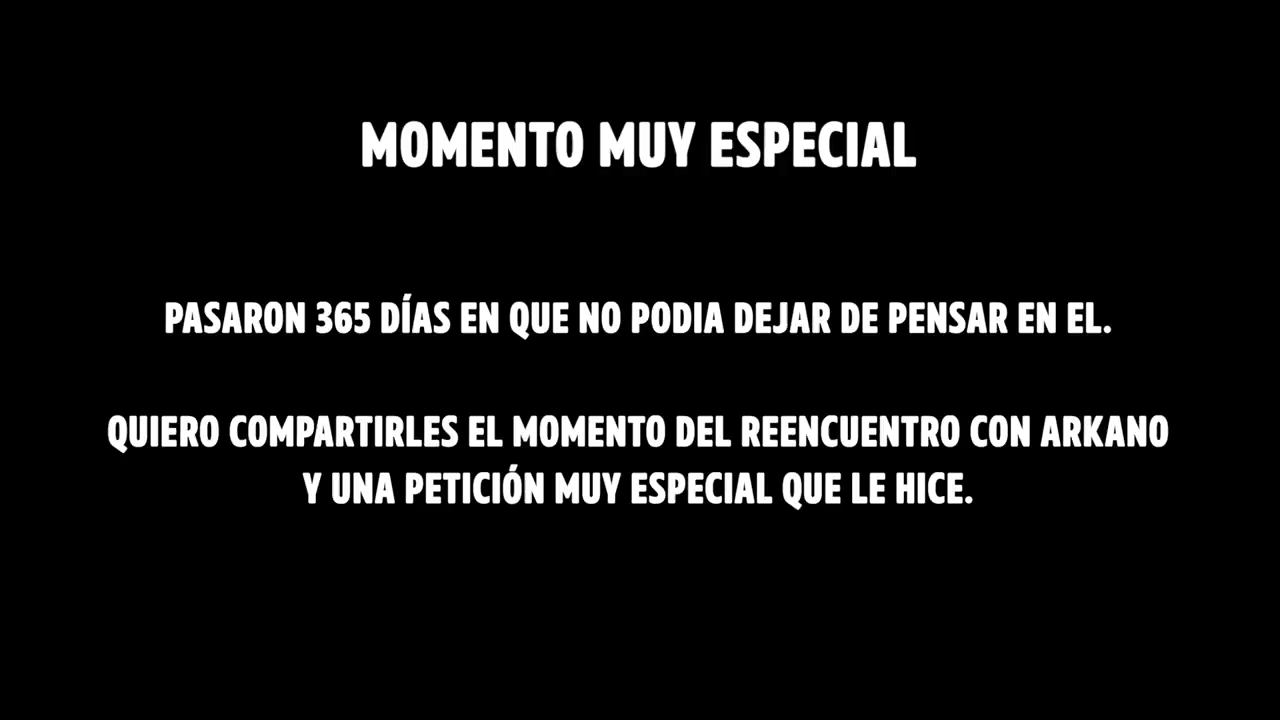 MOMENTO MUY ESPECIAL
PASARON 365 DÍAS EN QUE NO PODIA DEJAR DE PENSAR EN EL.
QUIERO COMPARTIRLES EL MOMENTO DEL REENCUENTRO CON ARKANO
Y UNA PETICIÓN MUY ESPECIAL QUE LE HICE.